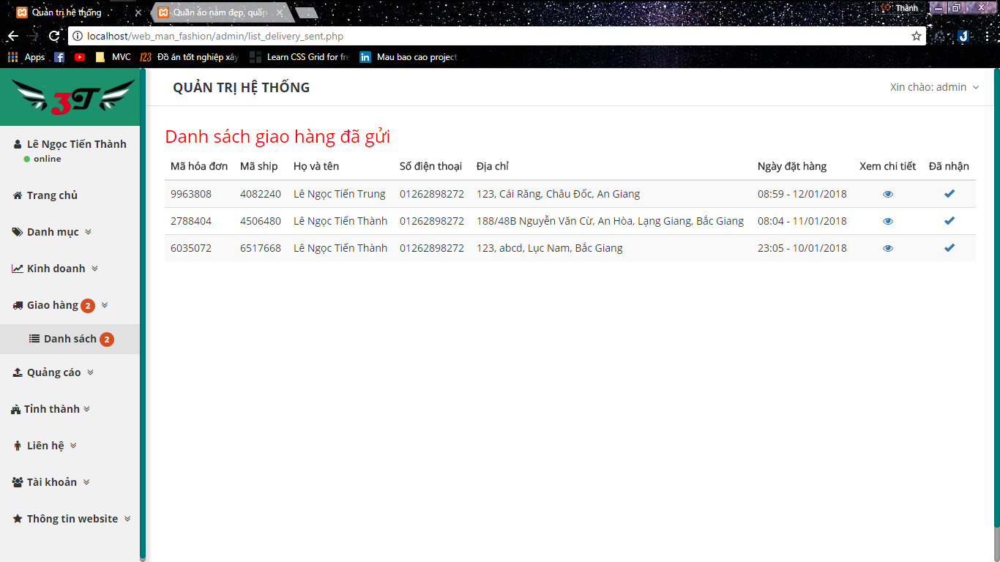 Quản trị hệ thống
Quần áo nam đẹp, quần
Thành
localhost/web_man_fashion/admin/list_delivery_sent.php
Apps
MVC
123 Đồ án tốt nghiệp xây
Learn CSS Grid for fre
Mau bao cao project
3T
QUẢN TRỊ HỆ THỐNG
Xin chào: admin
Lê Ngọc Tiến Thành
online
Trang chủ
Danh mục
Kinh doanh
Giao hàng 2
Danh sách 2
Quảng cáo
Tỉnh thành
Liên hệ
Tài khoản
Thông tin website
Danh sách giao hàng đã gửi
Mã hóa đơn Mã ship Họ và tên Số điện thoại Địa chỉ Ngày đặt hàng Xem chi tiết Đã nhận
9963808 4082240 Lê Ngọc Tiến Trung 01262898272 123, Cái Răng, Châu Đốc, An Giang 08:59 - 12/01/2018
2788404 4506480 Lê Ngọc Tiến Thành 01262898272 188/48B Nguyễn Văn Cừ, An Hòa, Lạng Giang, Bắc Giang 08:04 - 11/01/2018
6035072 6517668 Lê Ngọc Tiến Thành 01262898272 123, abcd, Lục Nam, Bắc Giang 23:05 - 10/01/2018